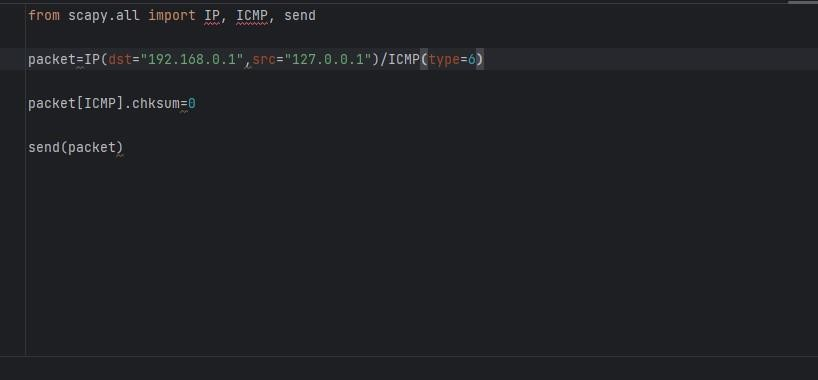 from scapy.all import IP, ICMP, send
packet=IP(dst="192.168.0.1",src="127.0.0.1")/ICMP(type=6)
packet[ICMP].chksum=0
send(packet)